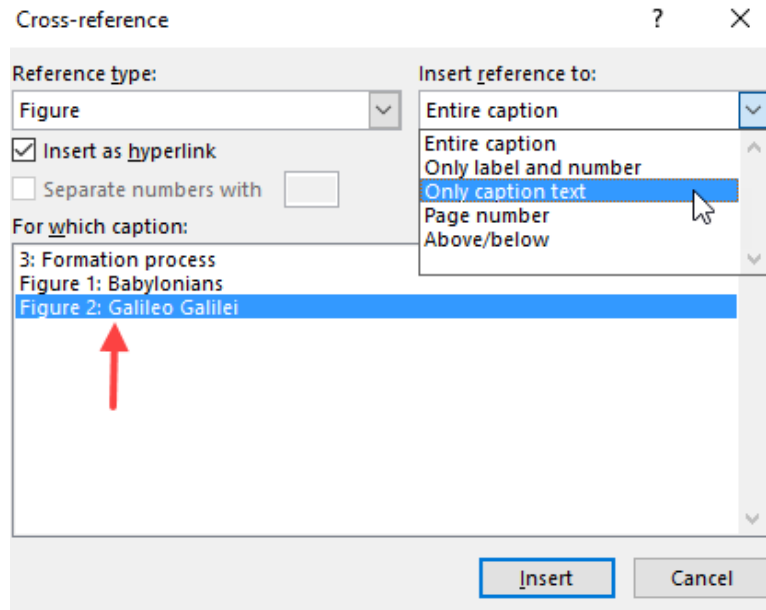 Cross-reference ?
Reference type: Insert reference to:
Figure Entire caption
Insert as hyperlink
Entire caption
Only label and number
Only caption text
Page number
Above/below
Separate numbers with
For which caption:
3: Formation process
Figure 1: Babylonians
Figure 2: Galileo Galilei
Insert Cancel